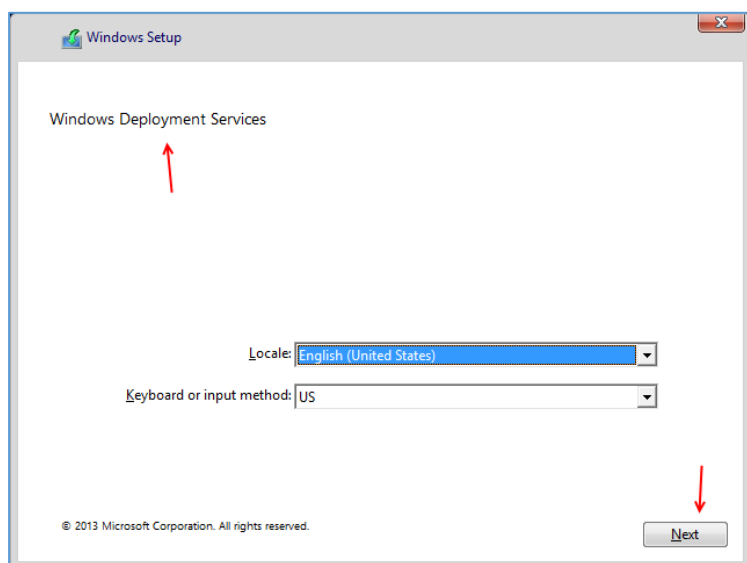 Windows Setup
X
Windows Deployment Services
Locale: English (United States)
Keyboard or input method: US
© 2013 Microsoft Corporation. All rights reserved.
Next